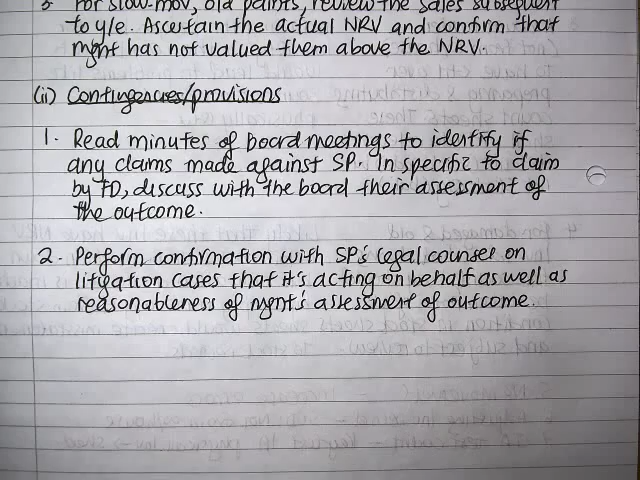 3 For slow-mov, old paints, review the sales subsequent
to y/e. Ascertain the actual NRV and confirm that
mgmt has not valued them above the NRV.
(ii) Contingencies/provisions
1. Read minutes of board meetings to identify if
any claims made against SP. In specific to claim
by TD, discuss with the board their assessment of
the outcome.
2. Perform confirmation with SP's legal counsel on
litigation cases that it's acting on behalf as well as
reasonableness of mgmt's assessment of outcome.